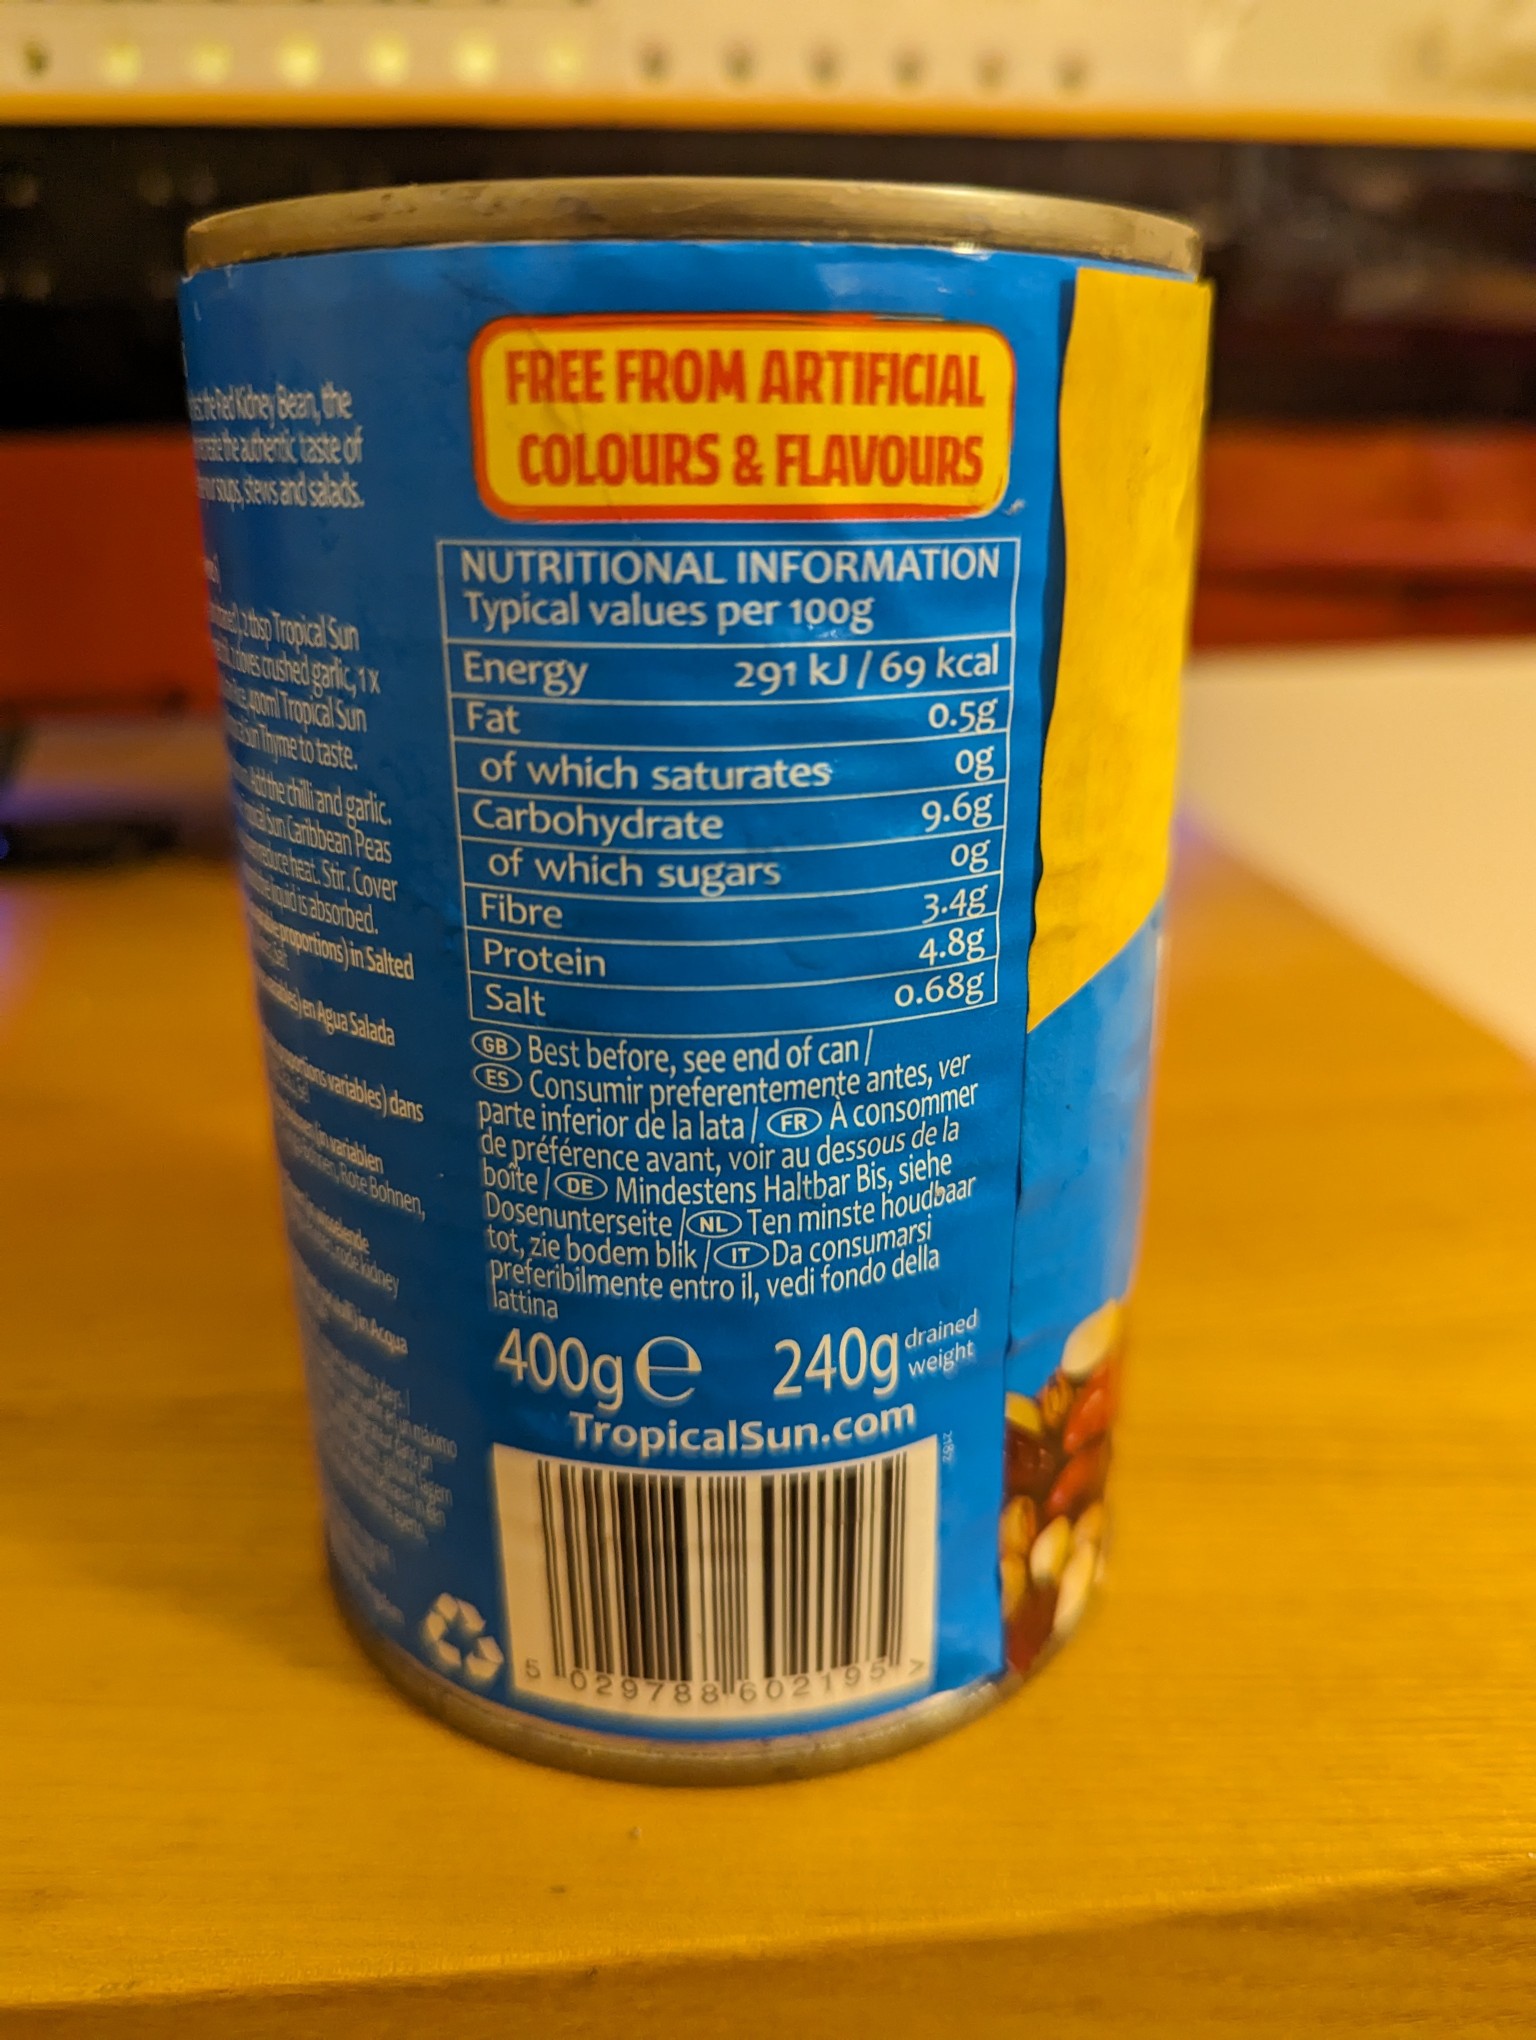 the Red Kidney Bean, the
the authentic taste of
soups, stews and salads.
2 tbsp Tropical Sun
cloves crushed garlic, 1 x
400ml Tropical Sun
Sun Thyme to taste.
Add the chilli and garlic.
Sun Caribbean Peas
reduce heat. Stir. Cover
liquid is absorbed.
proportions) in Salted
en Agua Salada
variables) dans
variablen
Rote Bohnen,
kidney
in Acqua
FREE FROM ARTIFICIAL
COLOURS & FLAVOURS
NUTRITIONAL INFORMATION
Typical values per 100g
Energy 291 kJ / 69 kcal
Fat 0.5g
of which saturates 0g
Carbohydrate 9.6g
of which sugars 0g
Fibre 3.4g
Protein 4.8g
Salt 0.68g
GB Best before, see end of can /
ES Consumir preferentemente antes, ver
parte inferior de la lata / FR À consommer
de préférence avant, voir au dessous de la
boîte / DE Mindestens Haltbar Bis, siehe
Dosenunterseite / NL Ten minste houdbaar
tot, zie bodem blik / IT Da consumarsi
preferibilmente entro il, vedi fondo della
lattina
400g e 240g drained
weight
TropicalSun.com
2182
5 029788 602195 >